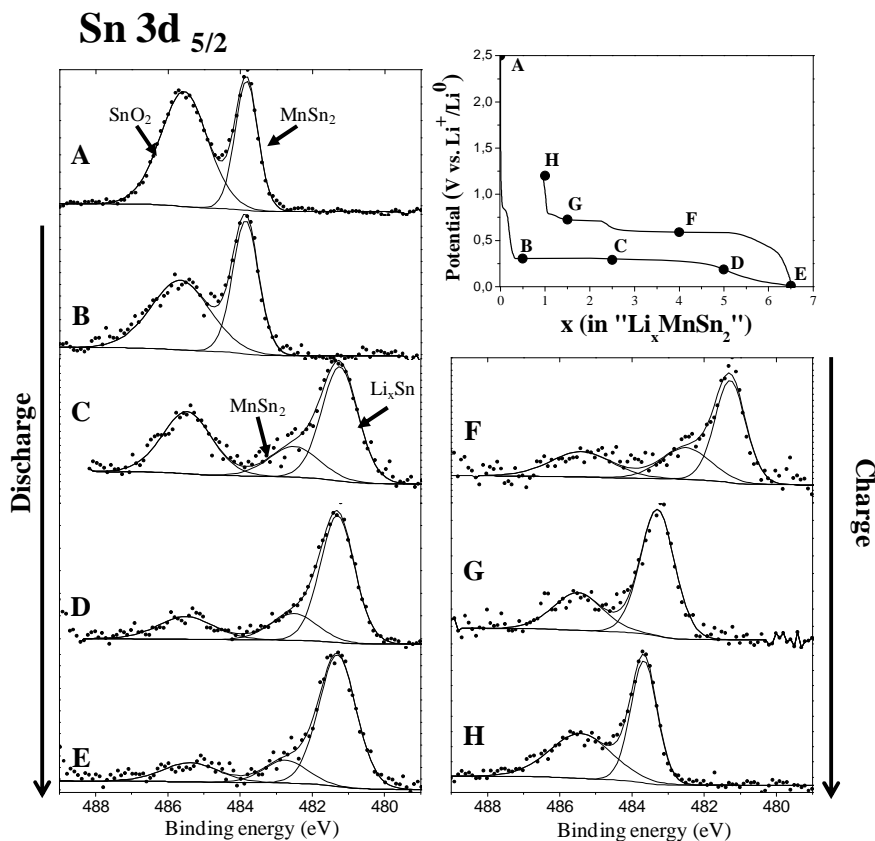 Sn 3d 5/2
SnO2
MnSn2
A
B
MnSn2
LixSn
C
D
E
Discharge
488 486 484 482 480
Binding energy (eV)
2,5
2,0
1,5
1,0
0,5
0,0
Potential (V vs. Li+/Li0)
A
H
G
F
B
C
D
E
0 1 2 3 4 5 6 7
x (in "LixMnSn2")
F
G
H
Charge
488 486 484 482 480
Binding energy (eV)